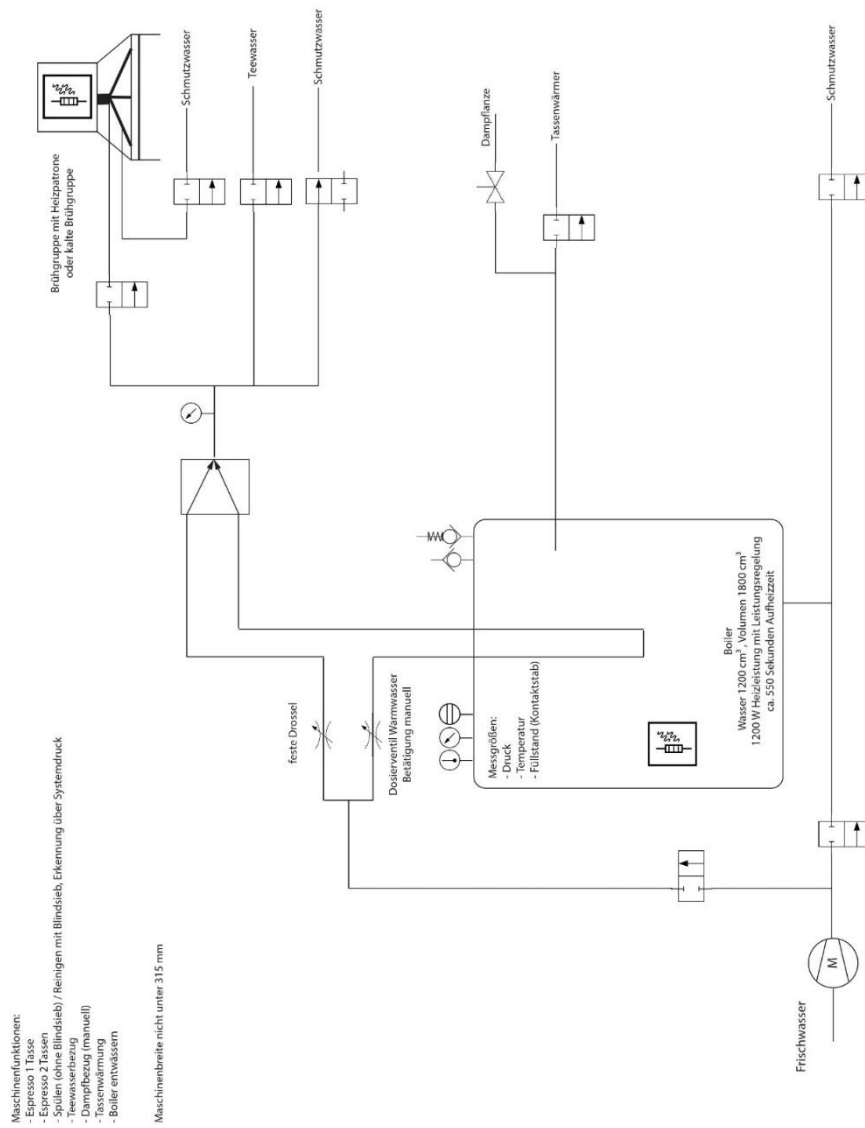 Maschinenfunktionen:
- Espresso 1 Tasse
- Espresso 2 Tassen
- Spülen (ohne Blindsieb) / Reinigen mit Blindsieb, Erkennung über Systemdruck
- Teewasserbezug
- Dampfbezug (manuell)
- Tassenwärmung
- Boiler entwässern
Maschinenbreite nicht unter 315 mm
Brühgruppe mit Heizpatrone
oder kalte Brühgruppe
Schmutzwasser
Teewasser
Schmutzwasser
feste Drossel
Dosierventil Warmwasser
Betätigung manuell
Dampflanze
Tassenwärmer
Messgrößen:
- Druck
- Temperatur
- Füllstand (Kontaktstab)
Boiler
Wasser 1200 cm³, Volumen 1800 cm³
1200 W Heizleistung mit Leistungsregelung
ca. 550 Sekunden Aufheizzeit
Schmutzwasser
M
Frischwasser